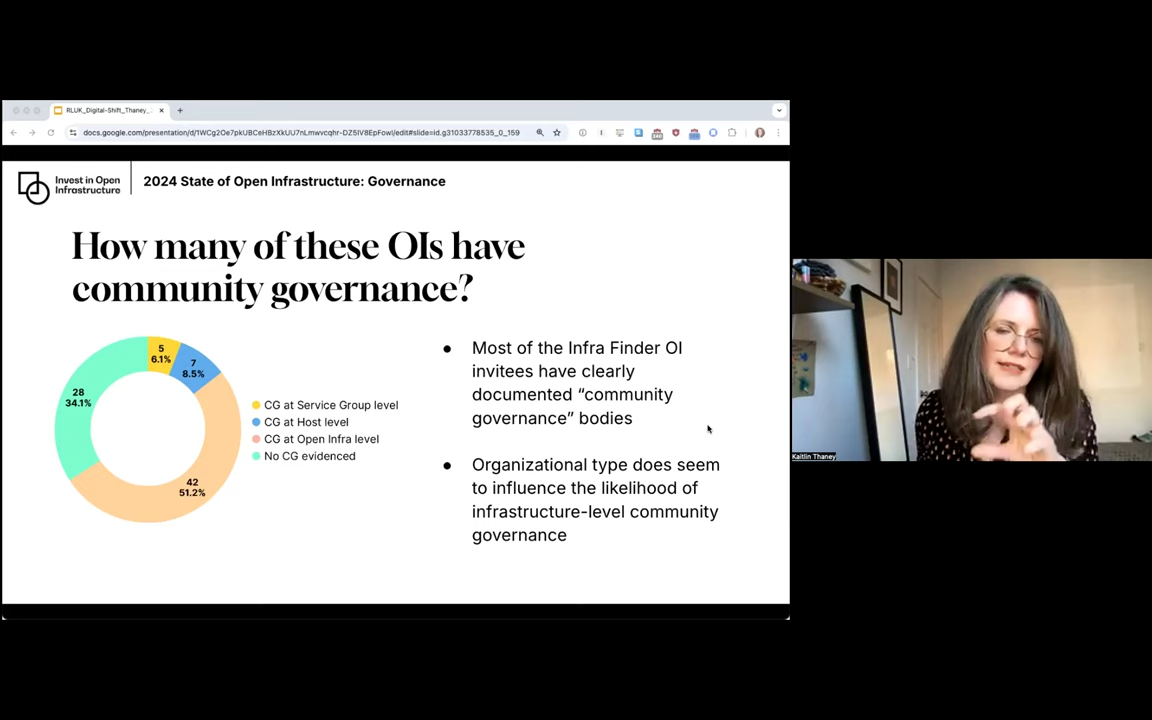 RLUK_Digital-Shift_Thaney_
docs.google.com/presentation/d/1WCg2Oe7pkUBCeHBzXkUU7nLmwvcqhr-DZ5IV8EpFowI/edit#slide=id.g31033778535_0_159
Invest in Open
Infrastructure
2024 State of Open Infrastructure: Governance
How many of these OIs have
community governance?
5
6.1%
7
8.5%
28
34.1%
42
51.2%
CG at Service Group level
CG at Host level
CG at Open Infra level
No CG evidenced
● Most of the Infra Finder OI
invitees have clearly
documented “community
governance” bodies
● Organizational type does seem
to influence the likelihood of
infrastructure-level community
governance
Kaitlin Thaney